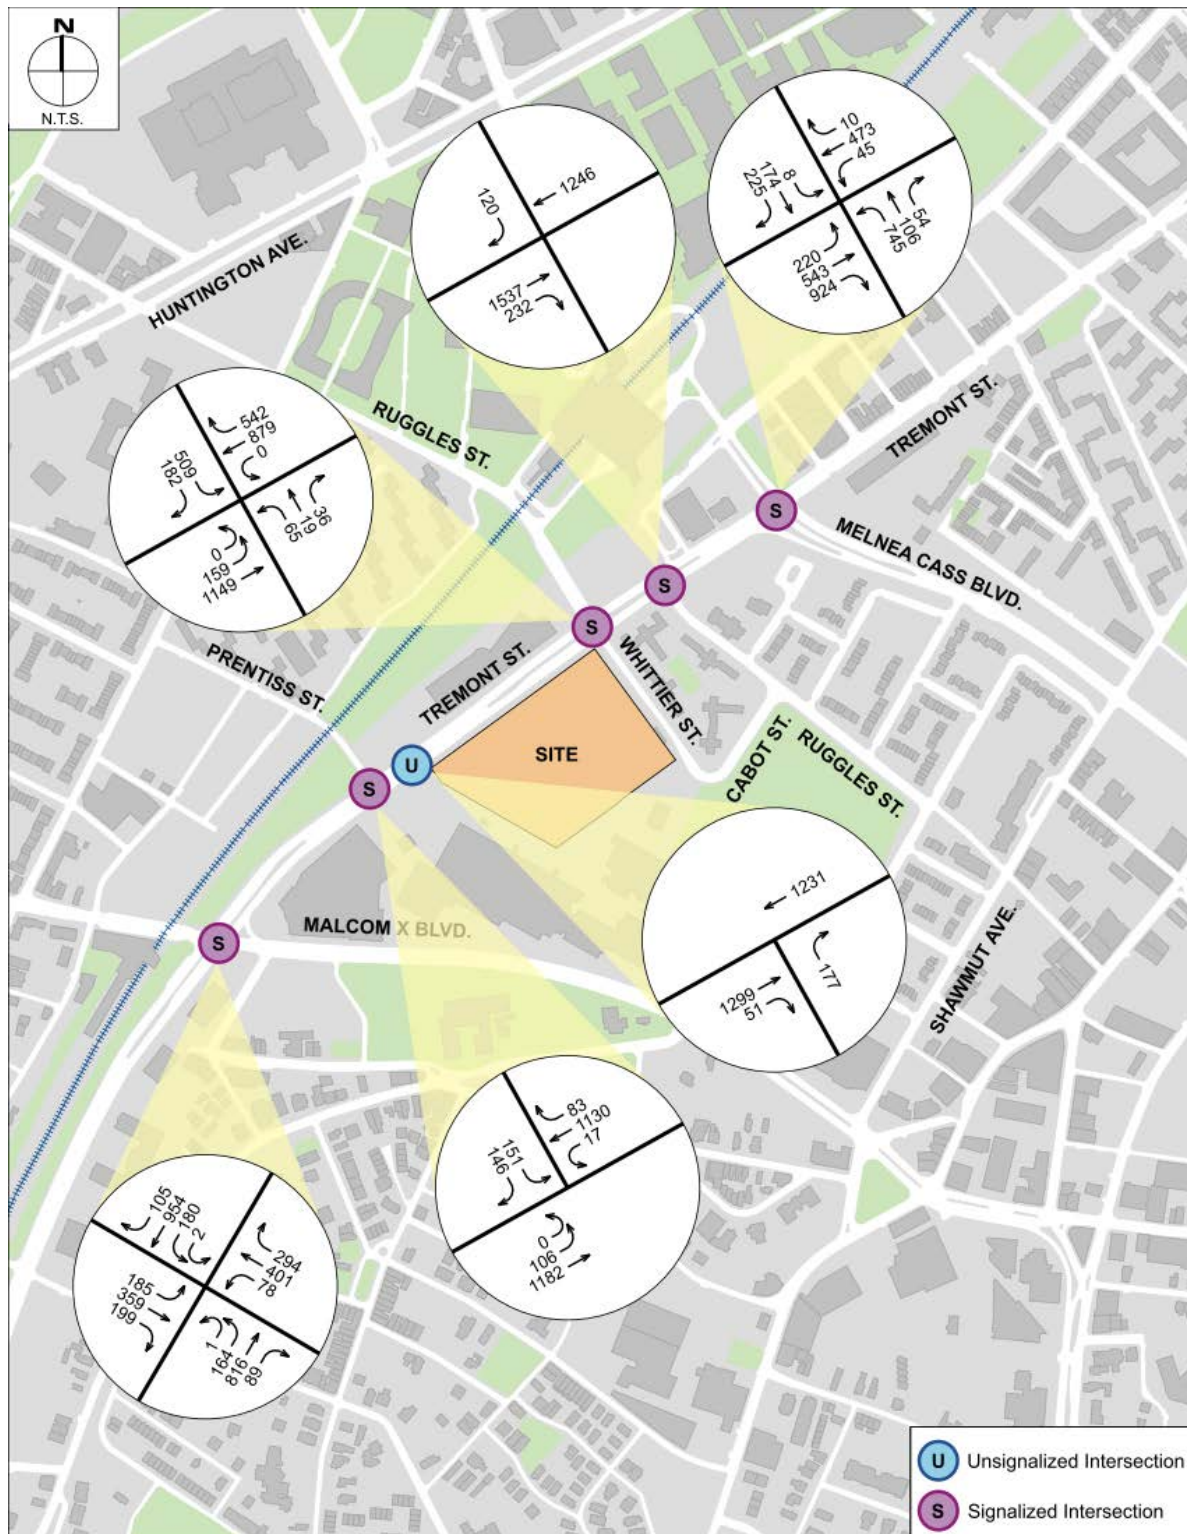 N
N.T.S.
10
473
45
8
174
225
54
106
745
220
543
924
1246
120
1537
232
HUNTINGTON AVE.
RUGGLES ST.
TREMONT ST.
MELNEA CASS BLVD.
542
879
0
509
182
36
19
65
0
159
1149
S
S
S
PRENTISS ST.
TREMONT ST.
WHITTIER ST.
SITE
U
S
CABOT ST.
RUGGLES ST.
MALCOM X BLVD.
S
SHAWMUT AVE.
1231
177
1299
51
83
1130
17
151
146
0
106
1182
105
954
180
2
294
401
78
185
359
199
1
164
816
89
U Unsignalized Intersection
S Signalized Intersection